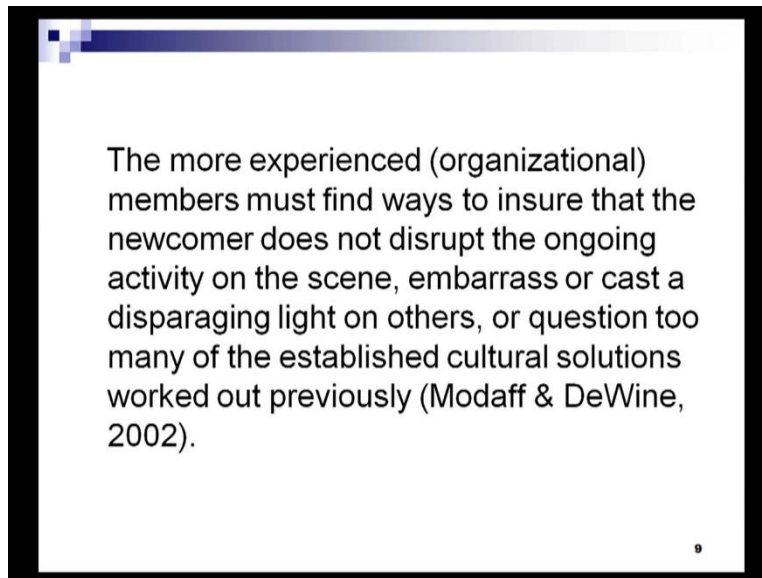 The more experienced (organizational)
members must find ways to insure that the
newcomer does not disrupt the ongoing
activity on the scene, embarrass or cast a
disparaging light on others, or question too
many of the established cultural solutions
worked out previously (Modaff & DeWine,
2002).
9